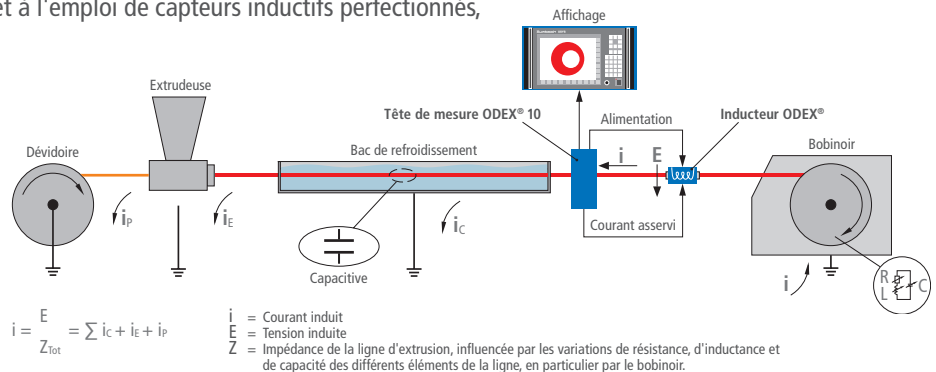 et à l'emploi de capteurs inductifs perfectionnés,
Affichage
Extrudeuse
Tête de mesure ODEX® 10
Alimentation
Inducteur ODEX®
Dévidoire
Bac de refroidissement
i
E
Bobinoir
iP
iE
iC
Courant asservi
Capacitive
i
R
L
C
i = E / ZTot = ∑ iC + iE + iP
i = Courant induit
E = Tension induite
Z = Impédance de la ligne d'extrusion, influencée par les variations de résistance, d'inductance et
de capacité des différents éléments de la ligne, en particulier par le bobinoir.